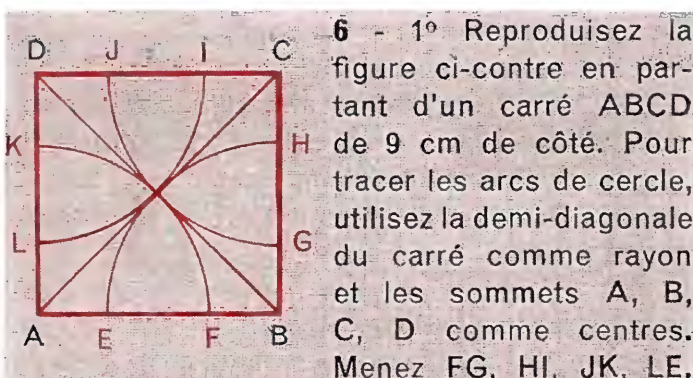 D J I C
K H
L G
A E F B
6 - 1º Reproduisez la
figure ci-contre en par-
tant d'un carré ABCD
de 9 cm de côté. Pour
tracer les arcs de cercle,
utilisez la demi-diagonale
du carré comme rayon
et les sommets A, B,
C, D comme centres.
Menez FG, HI, JK, LE.